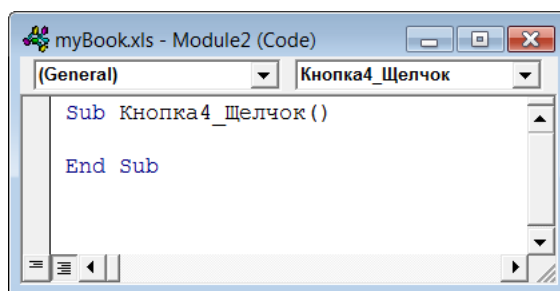 myBook.xls - Module2 (Code)
(General) Кнопка4_Щелчок
Sub Кнопка4_Щелчок()
End Sub